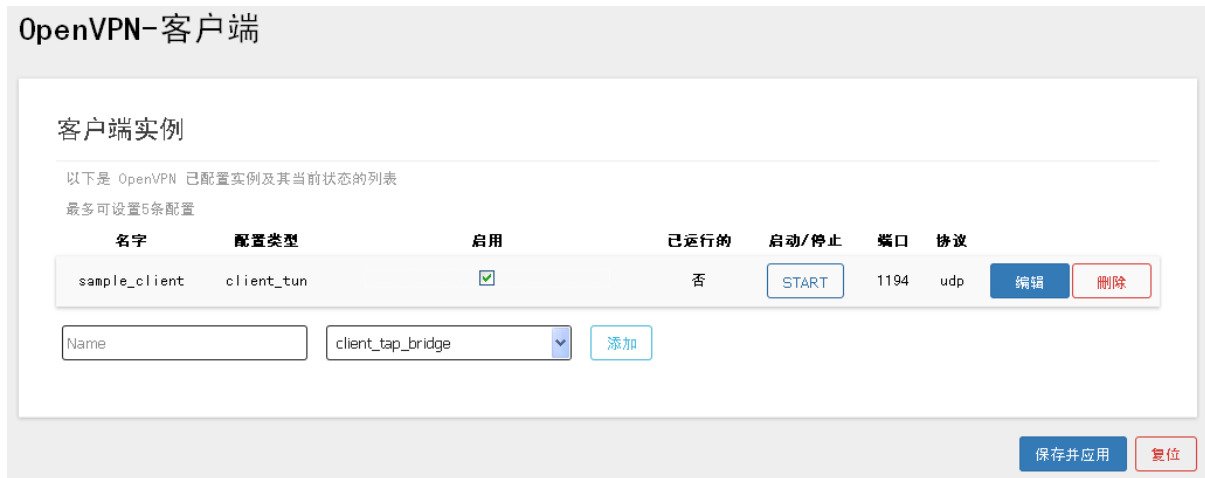 OpenVPN-客户端
客户端实例
以下是 OpenVPN 已配置实例及其当前状态的列表
最多可设置5条配置
名字 配置类型 启用 已运行的 启动/停止 端口 协议
sample_client client_tun 否 START 1194 udp 编辑 删除
Name client_tap_bridge 添加
保存并应用 复位